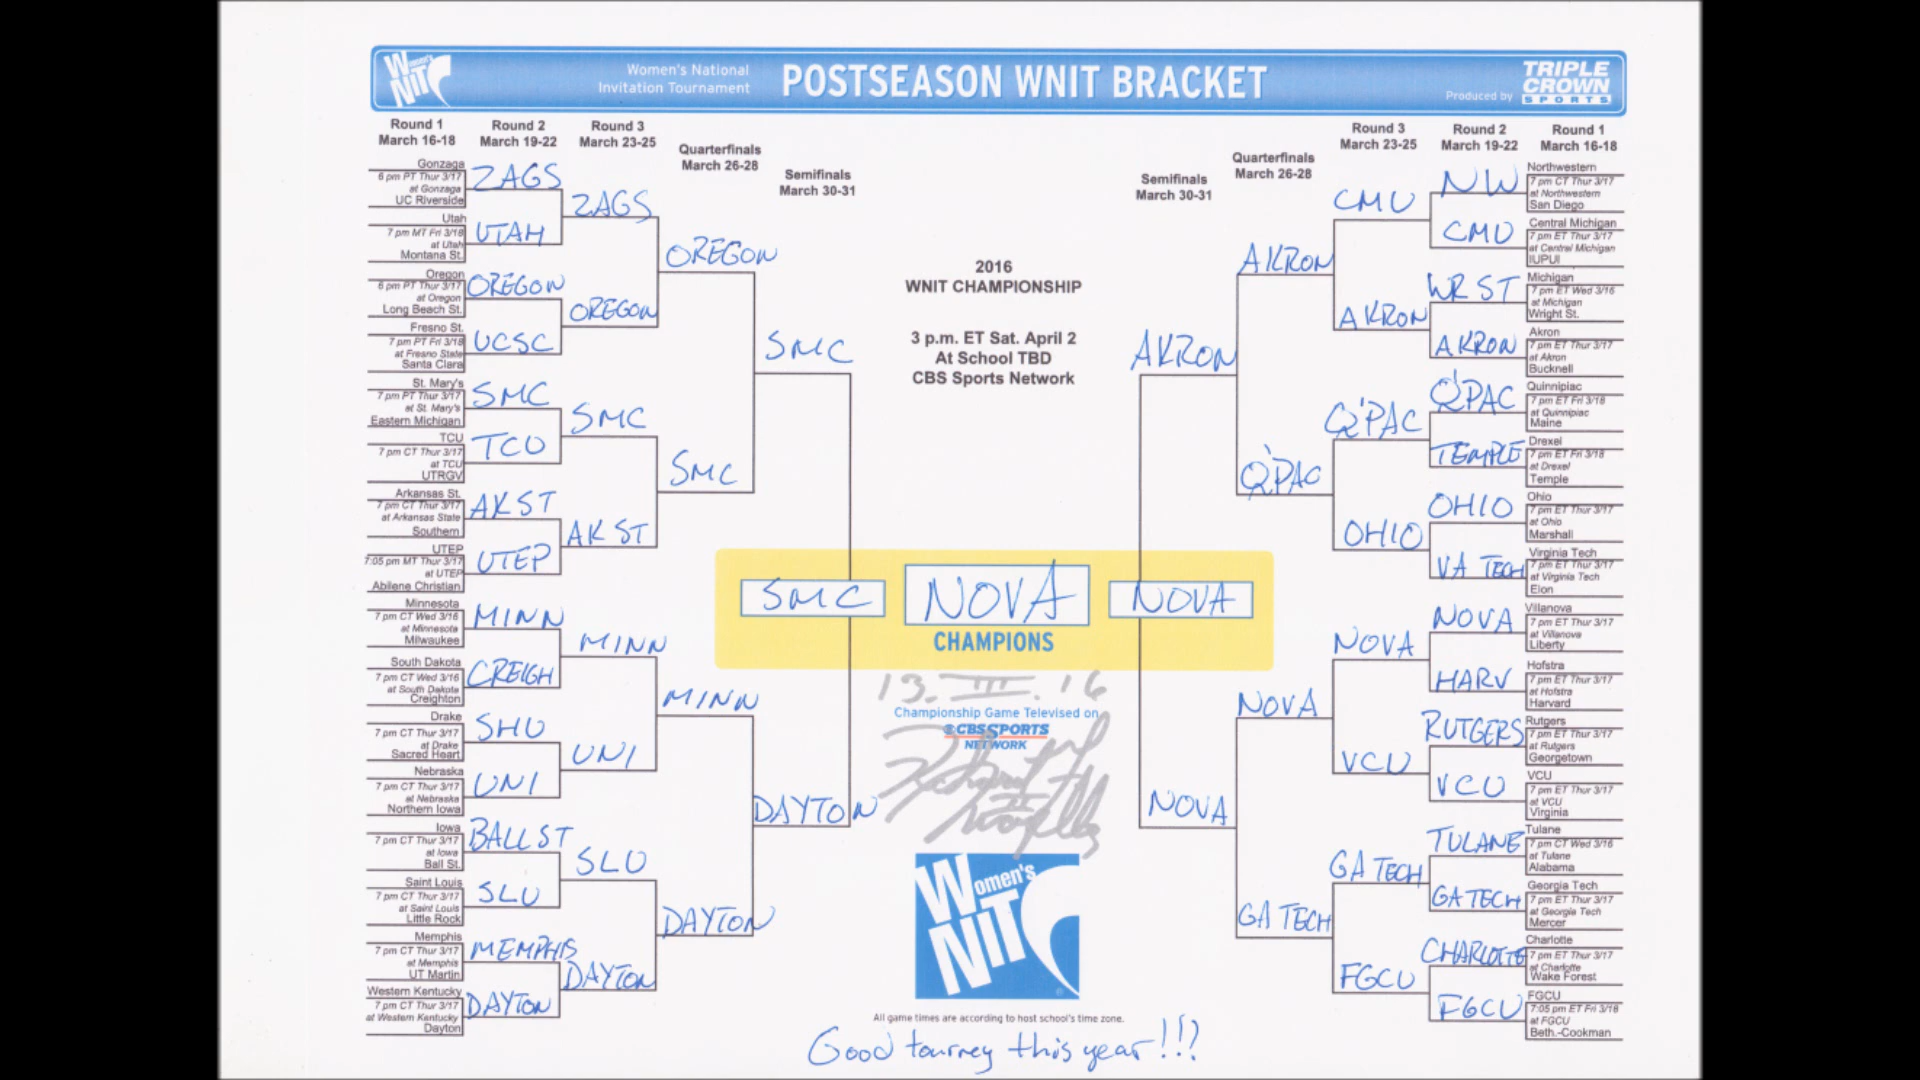 Women's NIT
Women's National
Invitation Tournament
POSTSEASON WNIT BRACKET
Produced by
TRIPLE
CROWN
SPORTS
Round 1
March 16-18
Round 2
March 19-22
Round 3
March 23-25
Quarterfinals
March 26-28
Semifinals
March 30-31
Gonzaga
6 pm PT Thur 3/17
at Gonzaga
UC Riverside
Utah
7 pm MT Fri 3/18
at Utah
Montana St.
Oregon
6 pm PT Thur 3/17
at Oregon
Long Beach St.
Fresno St.
7 pm PT Fri 3/18
at Fresno State
Santa Clara
St. Mary's
7 pm PT Thur 3/17
at St. Mary's
Eastern Michigan
TCU
7 pm CT Thur 3/17
at TCU
UTRGV
Arkansas St.
7 pm CT Thur 3/17
at Arkansas State
Southern
UTEP
7:05 pm MT Thur 3/17
at UTEP
Abilene Christian
Minnesota
7 pm CT Wed 3/16
at Minnesota
Milwaukee
South Dakota
7 pm CT Wed 3/16
at South Dakota
Creighton
Drake
7 pm CT Thur 3/17
at Drake
Sacred Heart
Nebraska
7 pm CT Thur 3/17
at Nebraska
Northern Iowa
Iowa
7 pm CT Thur 3/17
at Iowa
Ball St.
Saint Louis
7 pm CT Thur 3/17
at Saint Louis
Little Rock
Memphis
7 pm CT Thur 3/17
at Memphis
UT Martin
Western Kentucky
7 pm CT Thur 3/17
at Western Kentucky
Dayton
ZAGS
UTAH
OREGON
UCSC
SMC
TCU
AK ST
UTEP
MINN
CREIGH
SHU
UNI
BALL ST
SLU
MEMPHIS
DAYTON
ZAGS
OREGON
SMC
AK ST
MINN
UNI
SLU
DAYTON
OREGON
SMC
MINN
DAYTON
SMC
DAYTON
2016
WNIT CHAMPIONSHIP
3 p.m. ET Sat. April 2
At School TBD
CBS Sports Network
SMC
NOVA
NOVA
CHAMPIONS
13.III.16
Championship Game Televised on
CBS SPORTS
NETWORK
Women's
NIT
All game times are according to host school's time zone.
Good tourney this year!!?
Semifinals
March 30-31
Quarterfinals
March 26-28
Round 3
March 23-25
Round 2
March 19-22
Round 1
March 16-18
AKRON
NOVA
AKRON
Q'PAC
NOVA
GA TECH
CMU
AKRON
Q'PAC
OHIO
NOVA
VCU
GA TECH
FGCU
NW
CMU
WR ST
AKRON
Q'PAC
TEMPLE
OHIO
VA TECH
NOVA
HARV
RUTGERS
VCU
TULANE
GA TECH
CHARLOTTE
FGCU
Northwestern
7 pm CT Thur 3/17
at Northwestern
San Diego
Central Michigan
7 pm ET Thur 3/17
at Central Michigan
IUPUI
Michigan
7 pm ET Wed 3/16
at Michigan
Wright St.
Akron
7 pm ET Thur 3/17
at Akron
Bucknell
Quinnipiac
7 pm ET Fri 3/18
at Quinnipiac
Maine
Drexel
7 pm ET Fri 3/18
at Drexel
Temple
Ohio
7 pm ET Thur 3/17
at Ohio
Marshall
Virginia Tech
7 pm ET Thur 3/17
at Virginia Tech
Elon
Villanova
7 pm ET Thur 3/17
at Villanova
Liberty
Hofstra
7 pm ET Thur 3/17
at Hofstra
Harvard
Rutgers
7 pm ET Thur 3/17
at Rutgers
Georgetown
VCU
7 pm ET Thur 3/17
at VCU
Virginia
Tulane
7 pm CT Wed 3/16
at Tulane
Alabama
Georgia Tech
7 pm ET Thur 3/17
at Georgia Tech
Mercer
Charlotte
7 pm ET Thur 3/17
at Charlotte
Wake Forest
FGCU
7:05 pm ET Fri 3/18
at FGCU
Beth.-Cookman